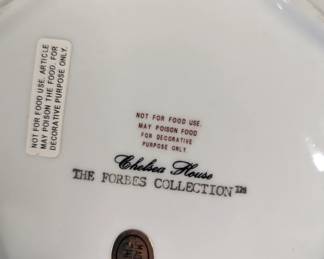 NOT FOR FOOD USE. ARTICLE
MAY POISON THE FOOD. FOR
DECORATIVE PURPOSE ONLY.
NOT FOR FOOD USE.
MAY POISON FOOD
FOR DECORATIVE
PURPOSE ONLY
Chelsea House
THE FORBES COLLECTION